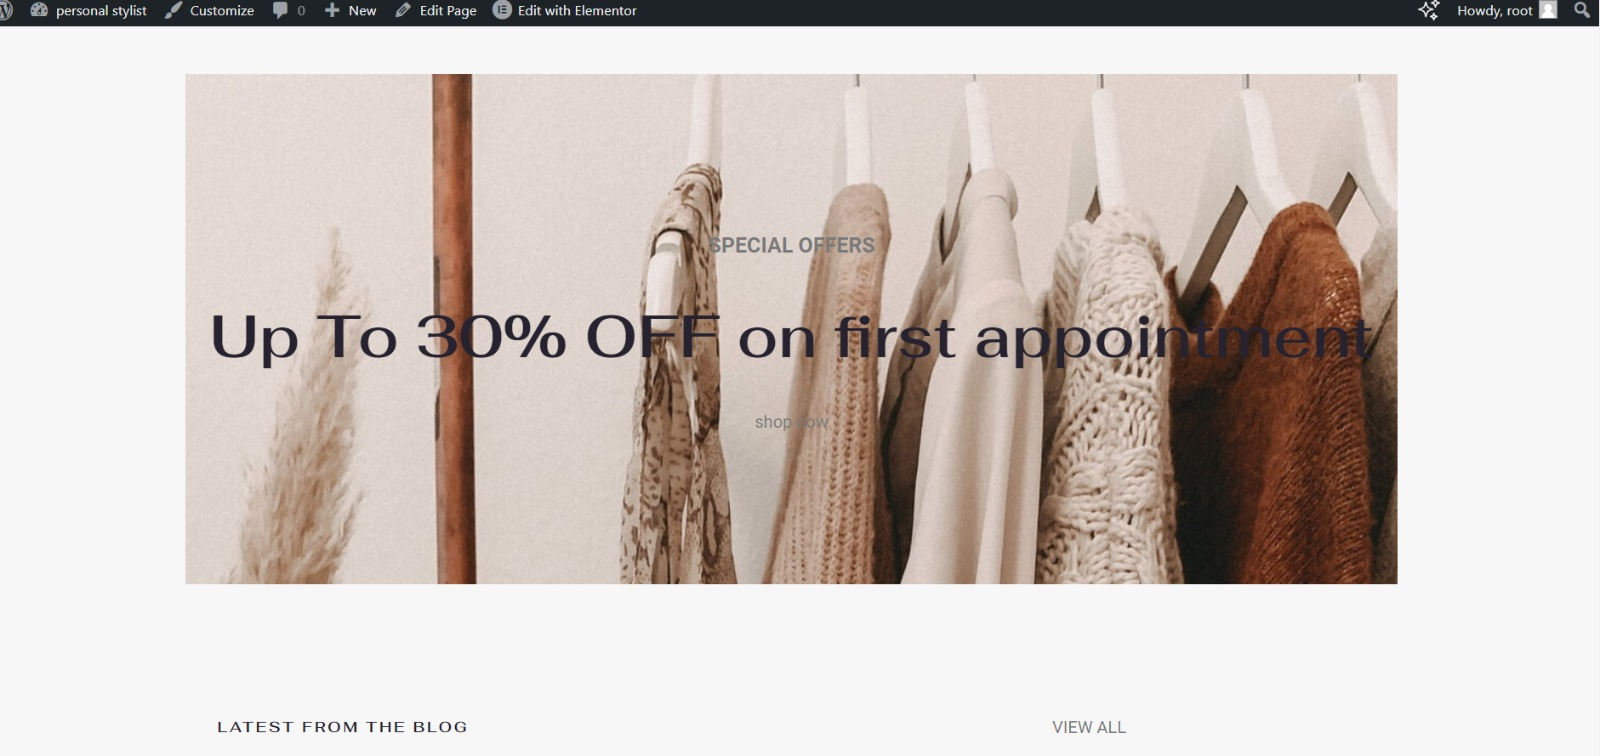 personal stylist Customize 0 New Edit Page Edit with Elementor Howdy, root
SPECIAL OFFERS
Up To 30% OFF on first appointment
shop now
LATEST FROM THE BLOG VIEW ALL